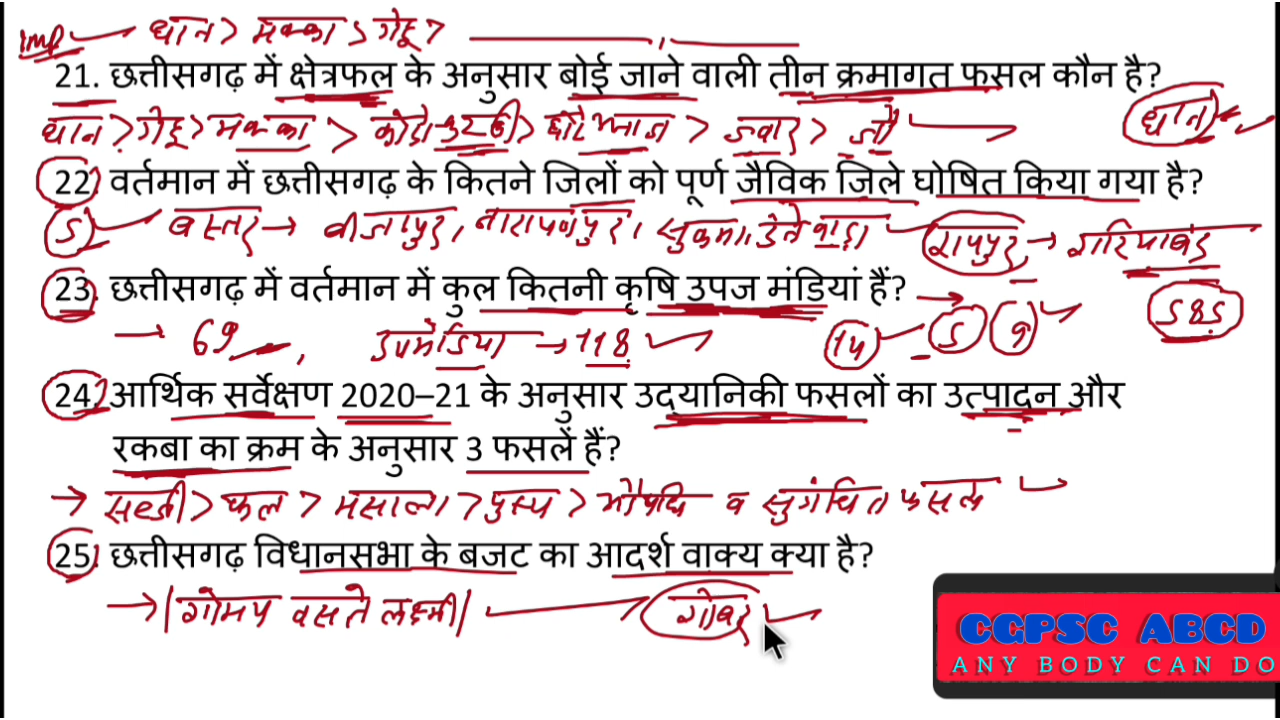 Imp धान > मक्का > गेहू >
21. छत्तीसगढ़ में क्षेत्रफल के अनुसार बोई जाने वाली तीन क्रमागत फसल कौन है?
धान > गेहू > मक्का > कोदो कुटकी > छोटे अनाज > ज्वार > जौ धान
22. वर्तमान में छत्तीसगढ़ के कितने जिलों को पूर्ण जैविक जिले घोषित किया गया है?
5 बस्तर → बीजापुर, नारायणपुर, सुकमा, दंतेवाड़ा रायपुर → गरियाबंद
23. छत्तीसगढ़ में वर्तमान में कुल कितनी कृषि उपज मंडियां हैं? → 585
→ 69, उपमंडिया → 118 14 5 9
24. आर्थिक सर्वेक्षण 2020–21 के अनुसार उद्यानिकी फसलों का उत्पादन और
रकबा का क्रम के अनुसार 3 फसलें हैं?
→ सब्जी > फल > मसाला > पुष्प > औषधि व सुगंधित फसल
25. छत्तीसगढ़ विधानसभा के बजट का आदर्श वाक्य क्या है?
→ | गोमय वसते लक्ष्मी | गोबर
CGPSC ABCD
ANY BODY CAN DO